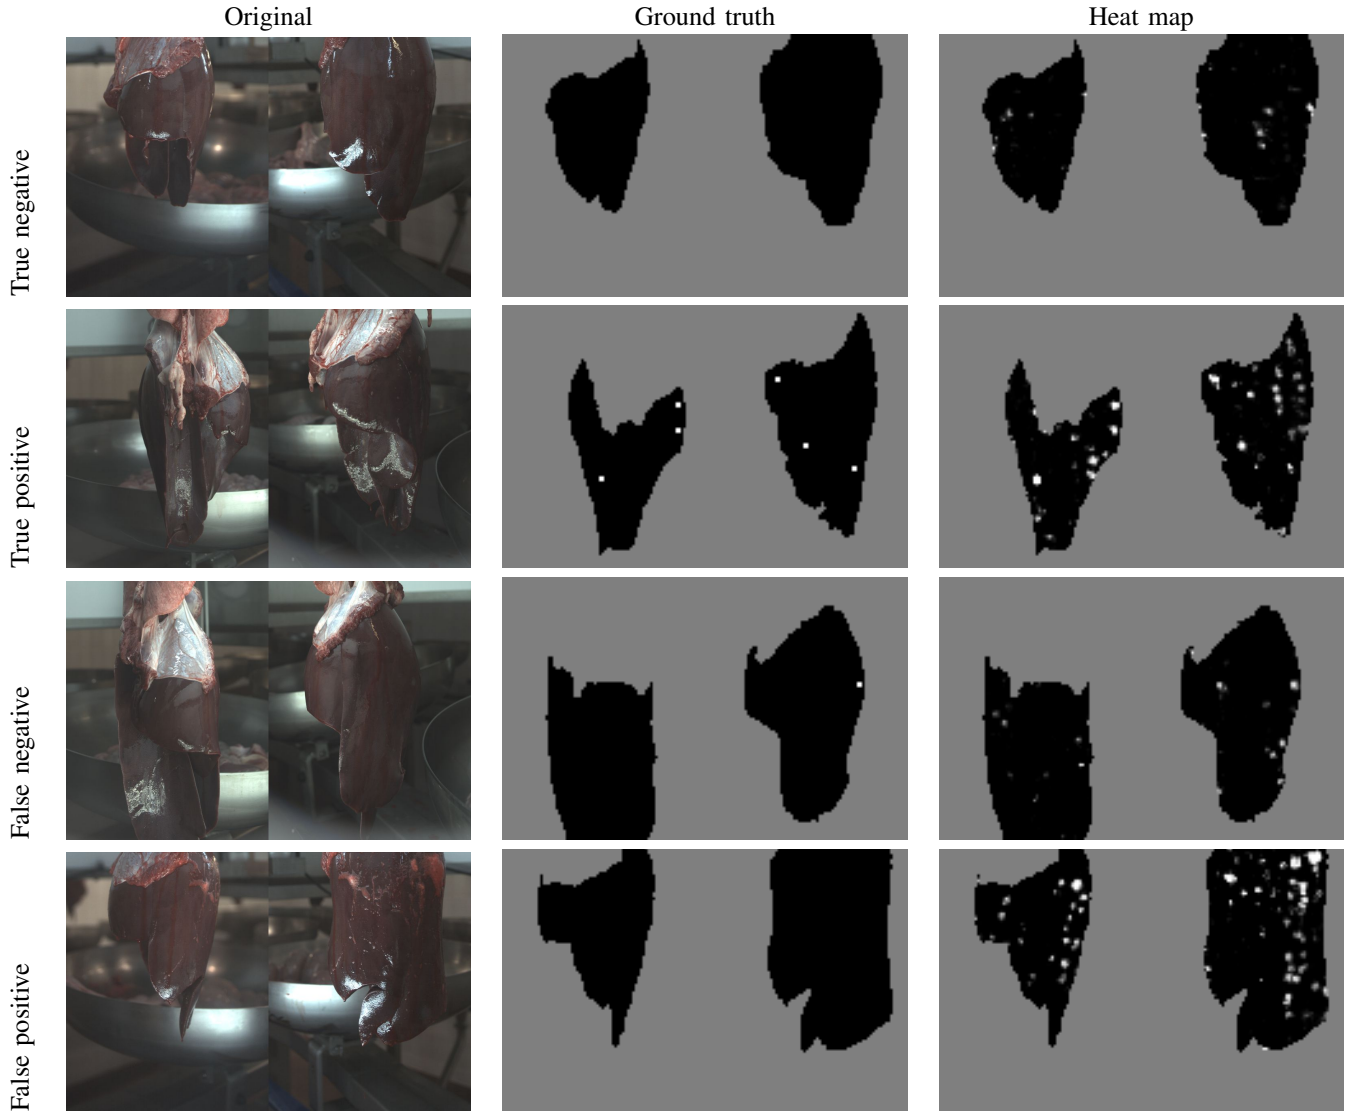 Original Ground truth Heat map
True negative
True positive
False negative
False positive